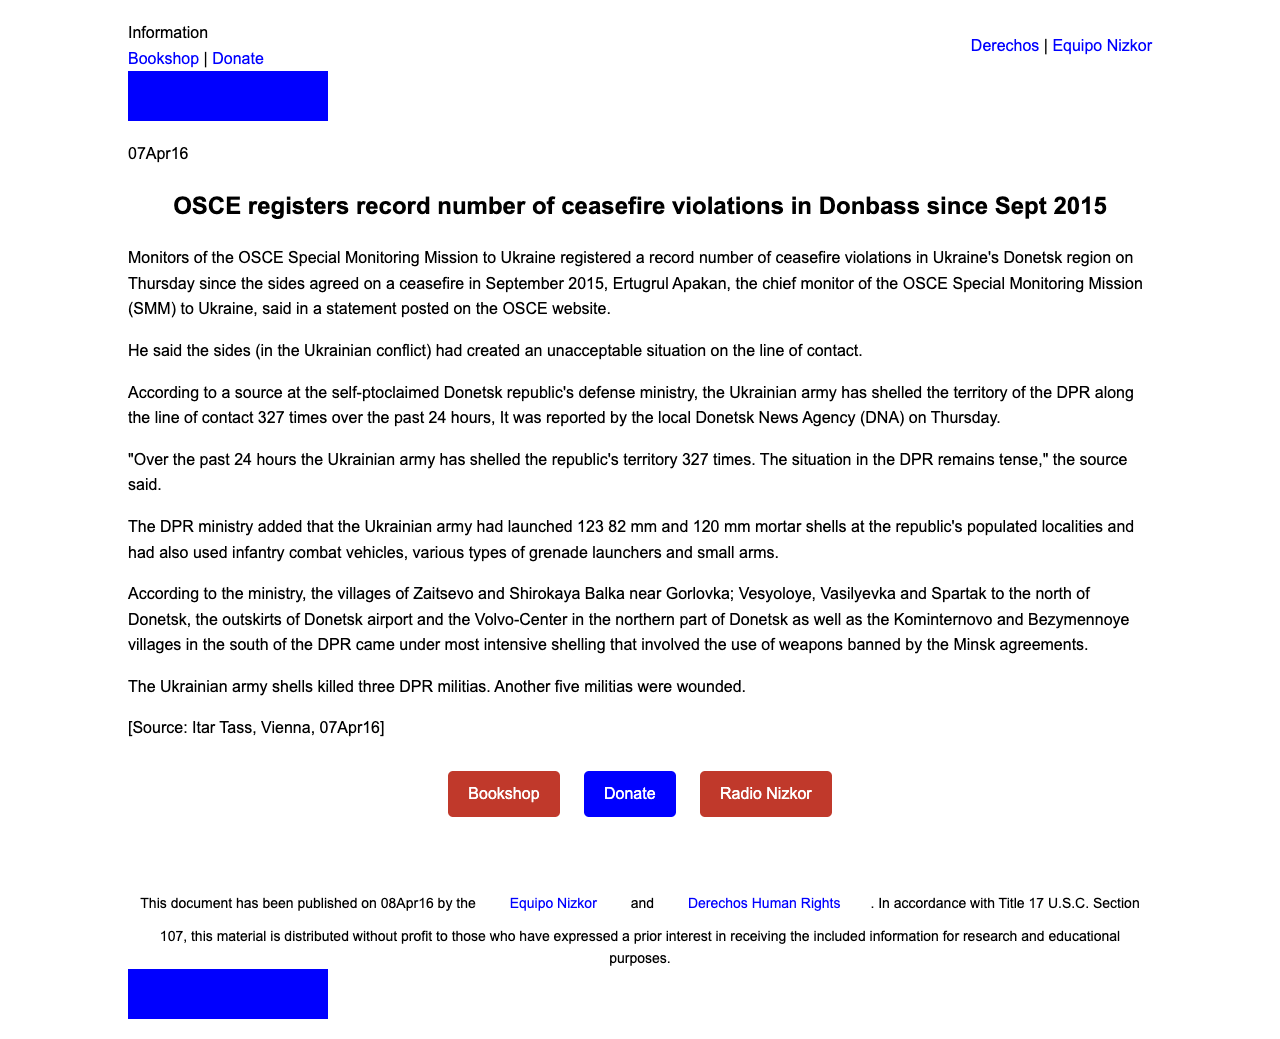 Information
Bookshop | Donate
Derechos | Equipo Nizkor
07Apr16
OSCE registers record number of ceasefire violations in Donbass since Sept 2015
Monitors of the OSCE Special Monitoring Mission to Ukraine registered a record number of ceasefire violations in Ukraine's Donetsk region on
Thursday since the sides agreed on a ceasefire in September 2015, Ertugrul Apakan, the chief monitor of the OSCE Special Monitoring Mission
(SMM) to Ukraine, said in a statement posted on the OSCE website.
He said the sides (in the Ukrainian conflict) had created an unacceptable situation on the line of contact.
According to a source at the self-ptoclaimed Donetsk republic's defense ministry, the Ukrainian army has shelled the territory of the DPR along
the line of contact 327 times over the past 24 hours, It was reported by the local Donetsk News Agency (DNA) on Thursday.
"Over the past 24 hours the Ukrainian army has shelled the republic's territory 327 times. The situation in the DPR remains tense," the source
said.
The DPR ministry added that the Ukrainian army had launched 123 82 mm and 120 mm mortar shells at the republic's populated localities and
had also used infantry combat vehicles, various types of grenade launchers and small arms.
According to the ministry, the villages of Zaitsevo and Shirokaya Balka near Gorlovka; Vesyoloye, Vasilyevka and Spartak to the north of
Donetsk, the outskirts of Donetsk airport and the Volvo-Center in the northern part of Donetsk as well as the Kominternovo and Bezymennoye
villages in the south of the DPR came under most intensive shelling that involved the use of weapons banned by the Minsk agreements.
The Ukrainian army shells killed three DPR militias. Another five militias were wounded.
[Source: Itar Tass, Vienna, 07Apr16]
Bookshop Donate Radio Nizkor
This document has been published on 08Apr16 by the Equipo Nizkor and Derechos Human Rights . In accordance with Title 17 U.S.C. Section
107, this material is distributed without profit to those who have expressed a prior interest in receiving the included information for research and educational
purposes.